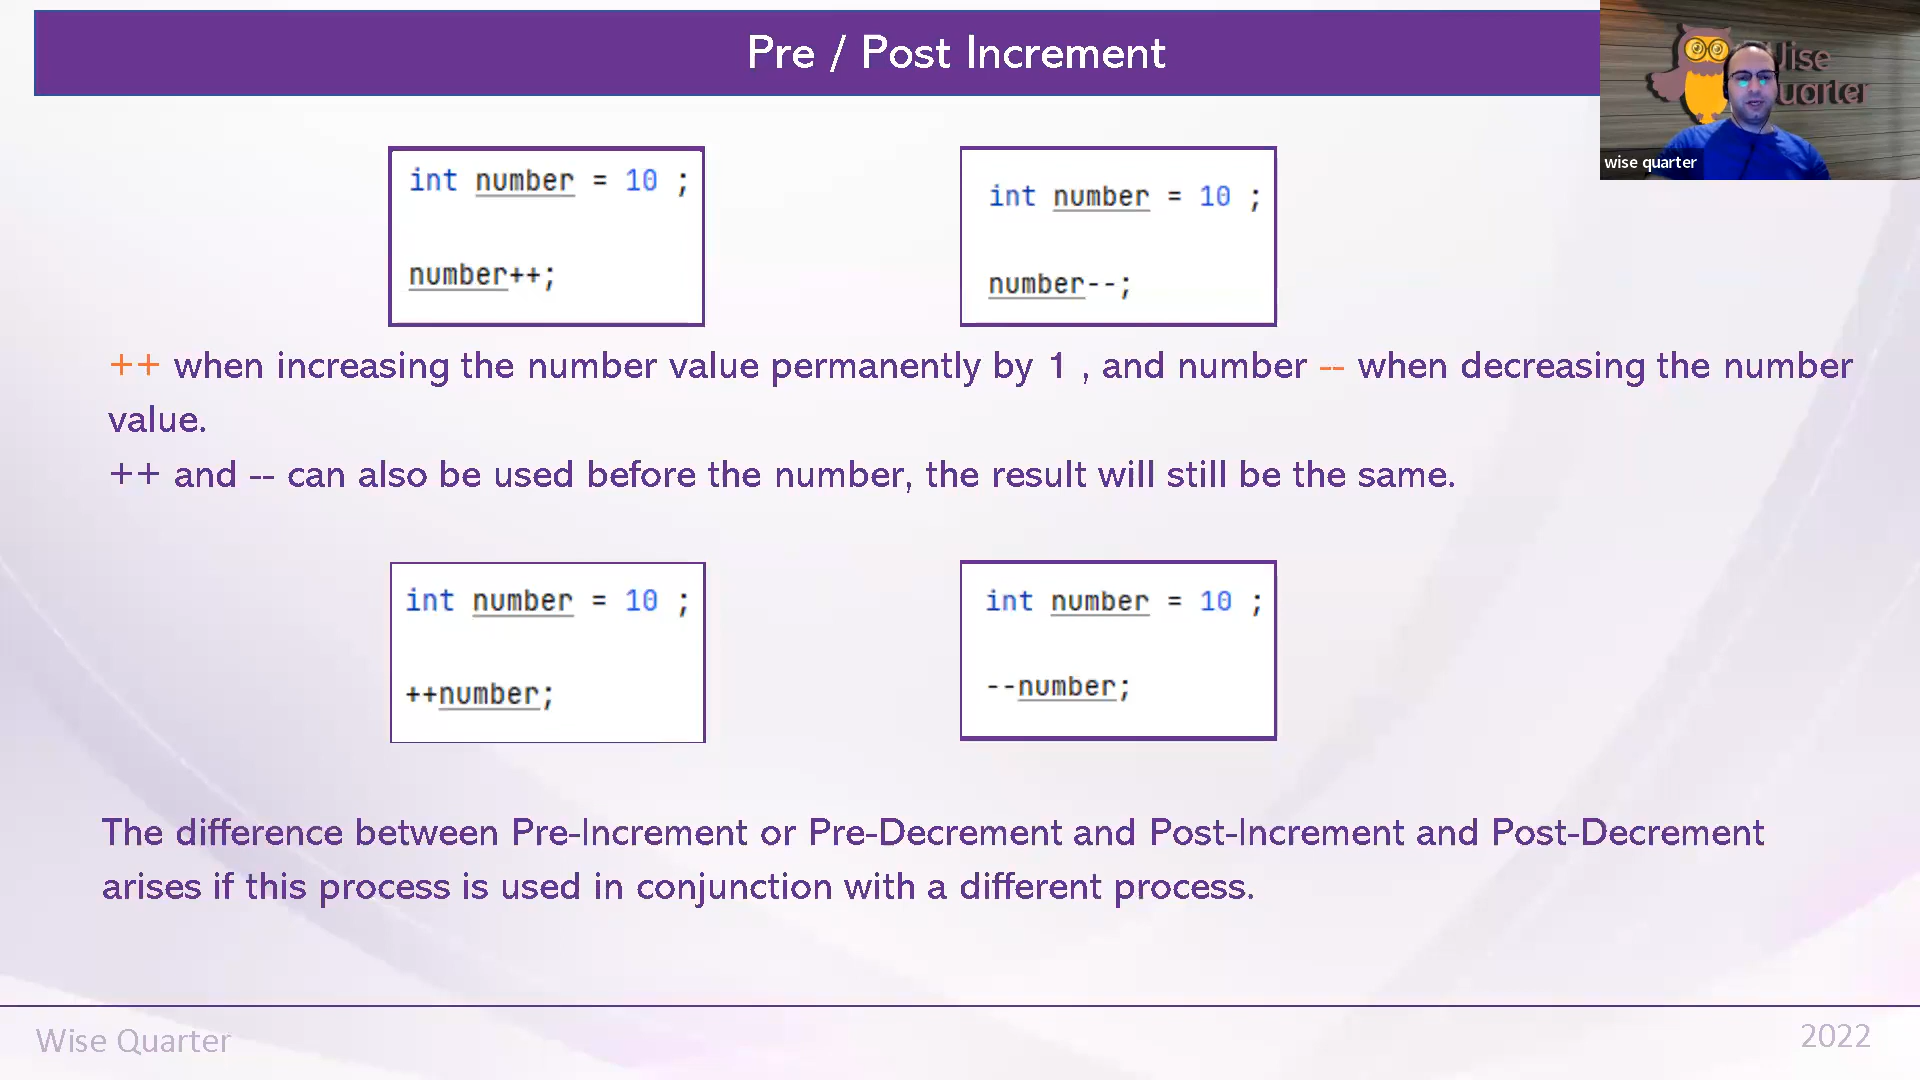 Pre / Post Increment
Wise
Quarter
wise quarter
int number = 10 ;
number++;
int number = 10 ;
number--;
++ when increasing the number value permanently by 1 , and number -- when decreasing the number
value.
++ and -- can also be used before the number, the result will still be the same.
int number = 10 ;
++number;
int number = 10 ;
--number;
The difference between Pre-Increment or Pre-Decrement and Post-Increment and Post-Decrement
arises if this process is used in conjunction with a different process.
Wise Quarter
2022